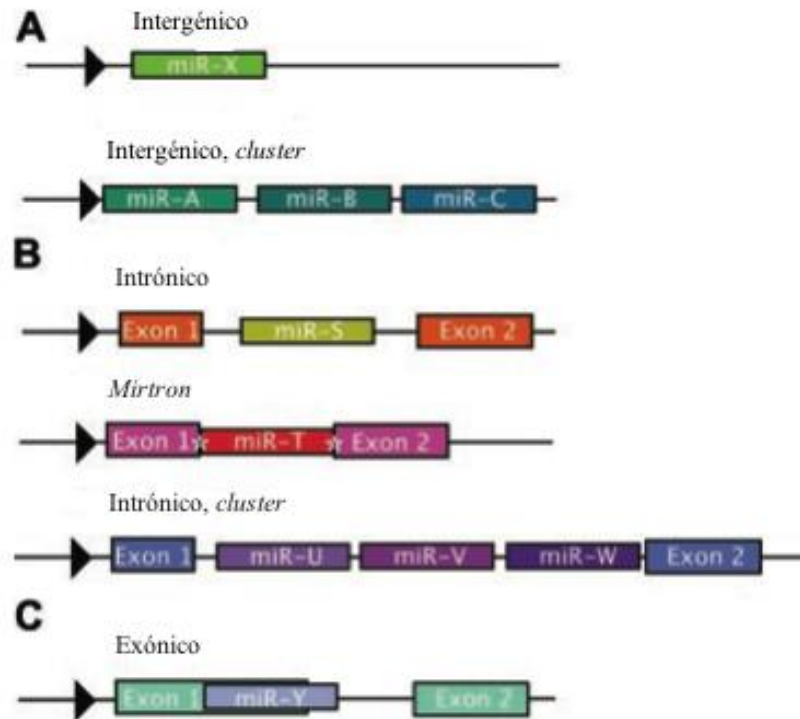 A
Intergénico
miR-X
Intergénico, cluster
miR-A miR-B miR-C
B
Intrónico
Exon 1 miR-S Exon 2
Mirtron
Exon 1 miR-T Exon 2
Intrónico, cluster
Exon 1 miR-U miR-V miR-W Exon 2
C
Exónico
Exon 1 miR-Y Exon 2